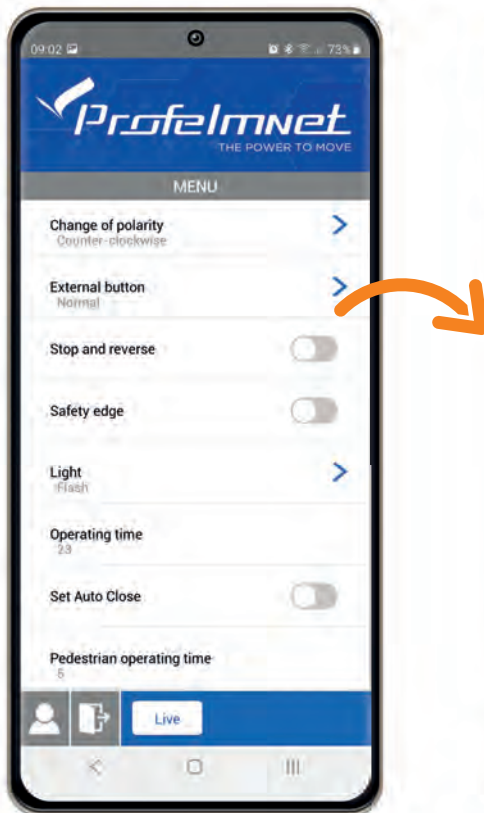 09:02
73%
Profelmnet
THE POWER TO MOVE
MENU
Change of polarity
Counter-clockwise
External button
Normal
Stop and reverse
Safety edge
Light
Flash
Operating time
23
Set Auto Close
Pedestrian operating time
5
Live